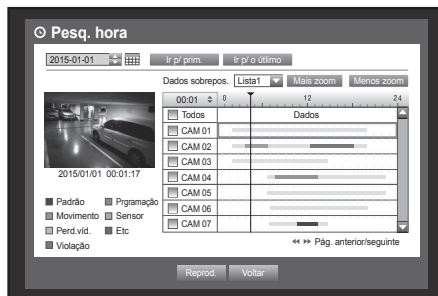 Pesq. hora
2015-01-01 Ir p/ prim. Ir p/ o útlimo
Dados sobrepos. Lista1 Mais zoom Menos zoom
00:01 0 12 24
Todos Dados
CAM 01
CAM 02
CAM 03
CAM 04
CAM 05
CAM 06
CAM 07
2015/01/01 00:01:17
Padrão Prgramação
Movimento Sensor
Perd.víd. Etc
Violação
Pág. anterior/seguinte
Reprod. Voltar